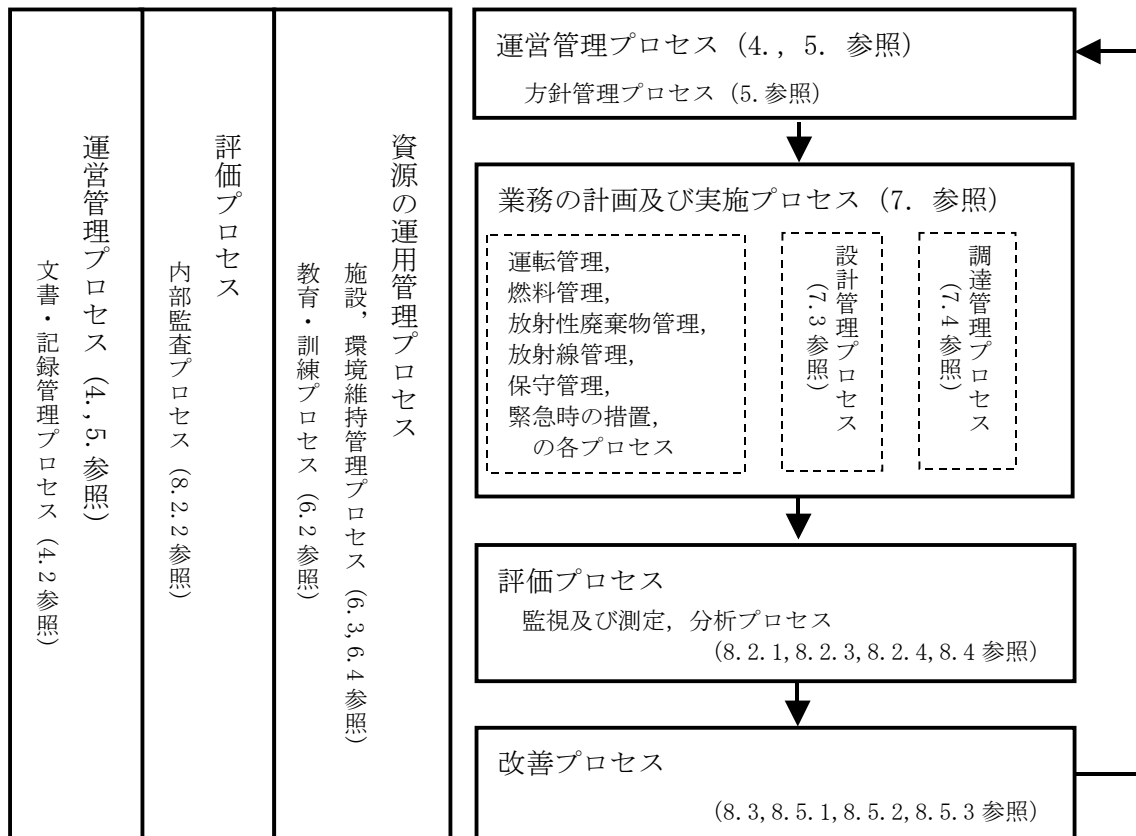 運営管理プロセス（4.,5.参照）
文書・記録管理プロセス（4.2参照）
評価プロセス
内部監査プロセス（8.2.2参照）
資源の運用管理プロセス
施設，環境維持管理プロセス（6.3,6.4参照）
教育・訓練プロセス（6.2参照）
運営管理プロセス（4., 5. 参照）
方針管理プロセス（5.参照）
業務の計画及び実施プロセス（7. 参照）
運転管理，
燃料管理，
放射性廃棄物管理，
放射線管理，
保守管理，
緊急時の措置，
の各プロセス
設計管理プロセス
（7.3参照）
調達管理プロセス
（7.4参照）
評価プロセス
監視及び測定，分析プロセス
（8.2.1,8.2.3,8.2.4,8.4 参照）
改善プロセス
（8.3,8.5.1,8.5.2,8.5.3 参照）